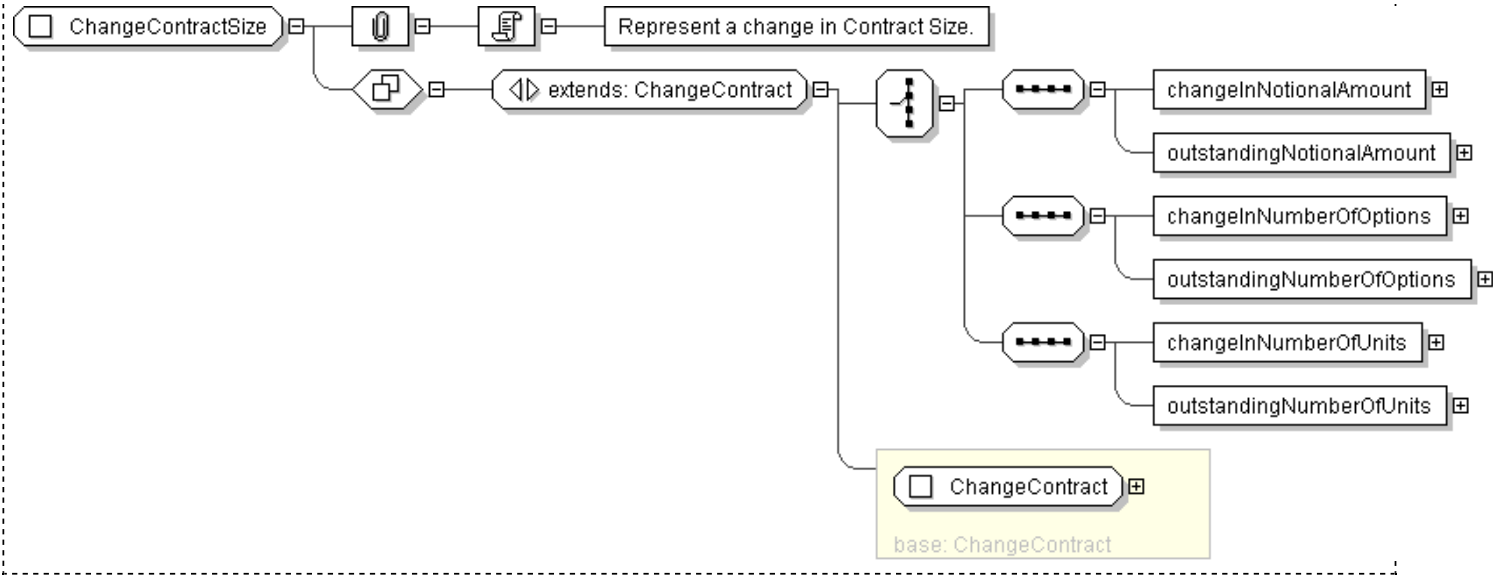 ChangeContractSize
Represent a change in Contract Size.
extends: ChangeContract
changeInNotionalAmount
outstandingNotionalAmount
changeInNumberOfOptions
outstandingNumberOfOptions
changeInNumberOfUnits
outstandingNumberOfUnits
ChangeContract
base: ChangeContract